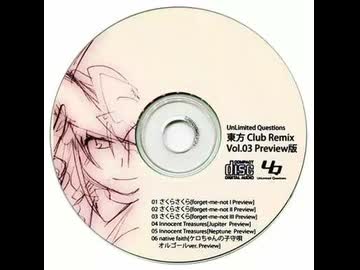 UnLimited Questions
東方 Club Remix
Vol.03 Preview版
COMPACT
disc
DIGITAL AUDIO
UnLimited Questions
01 さくらさくら[forget-me-not I Preview]
02 さくらさくら[forget-me-not II Preview]
03 さくらさくら[forget-me-not III Preview]
04 Innocent Treasures[Jupiter Preview]
05 Innocent Treasures[Neptune Preview]
06 native faith[ケロちゃんの子守唄
オルゴールver. Preview]